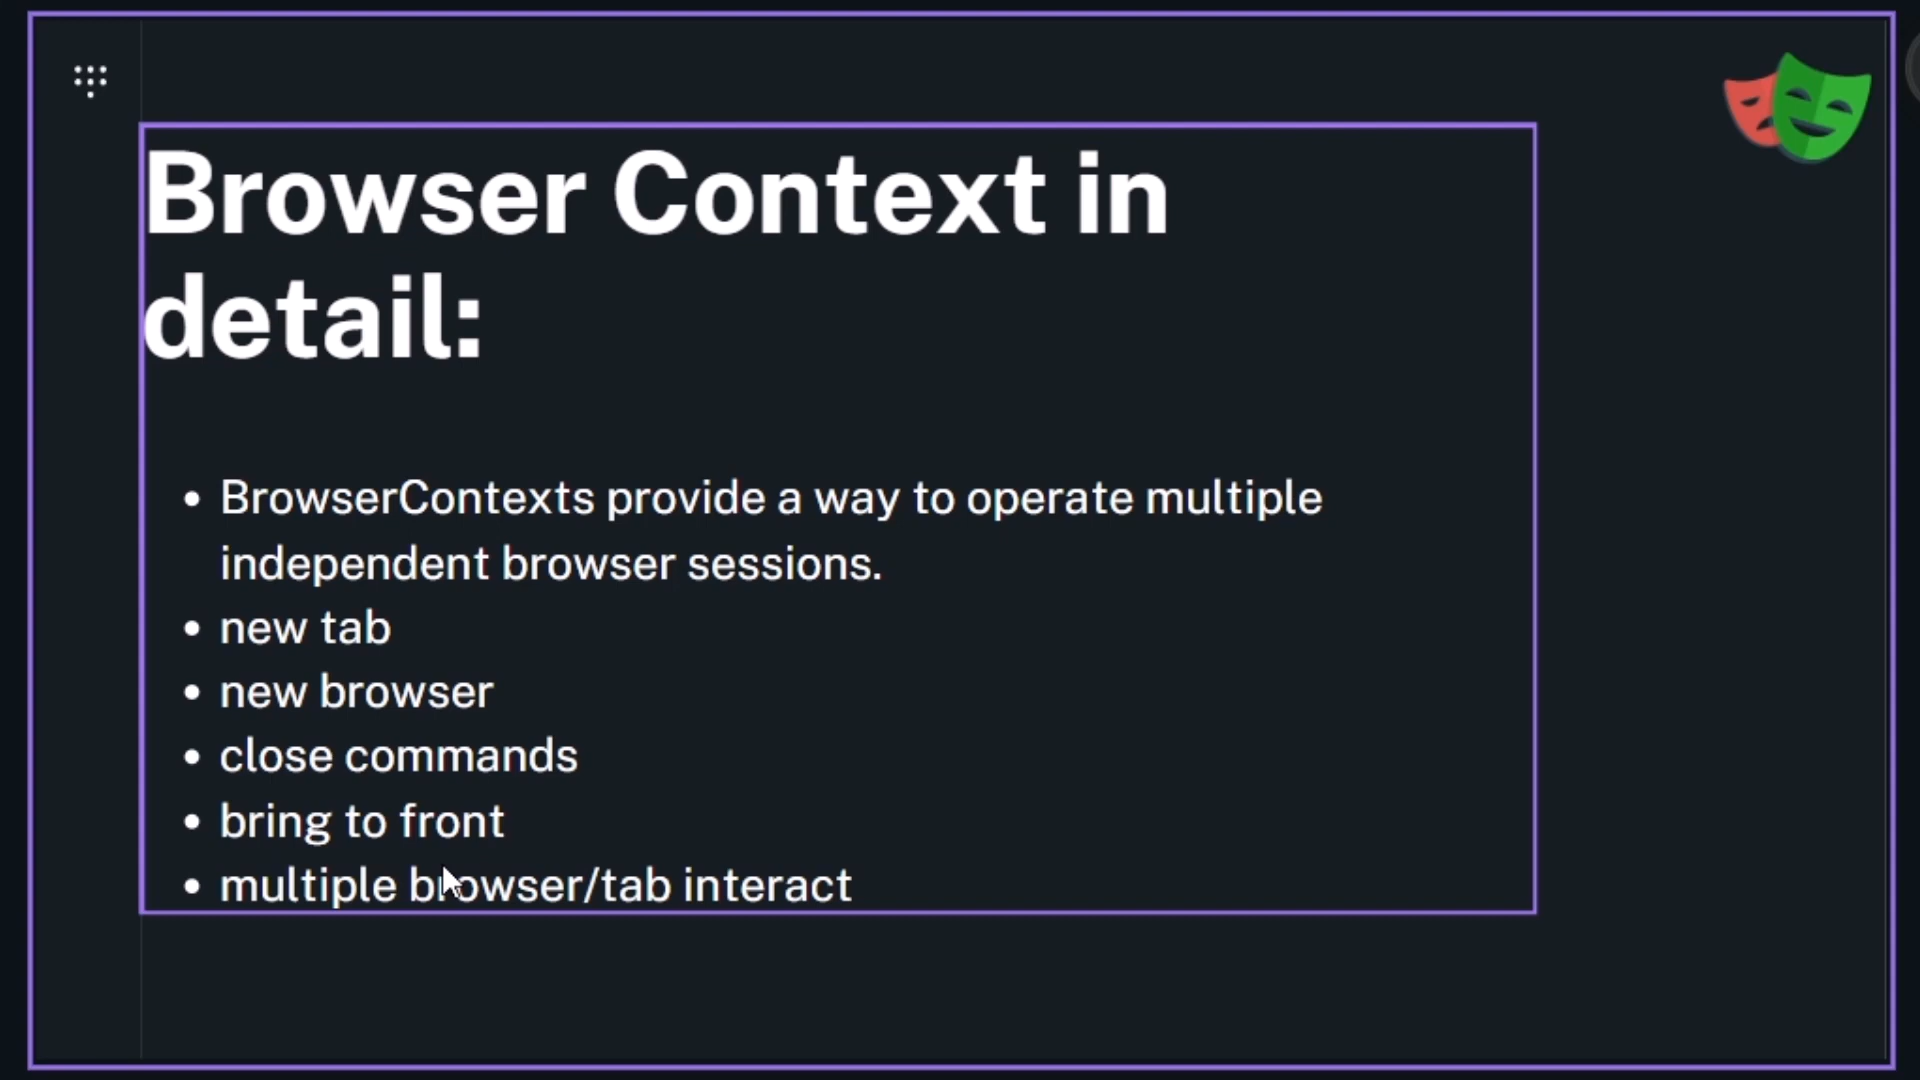 Browser Context in
detail:
• BrowserContexts provide a way to operate multiple
independent browser sessions.
• new tab
• new browser
• close commands
• bring to front
• multiple browser/tab interact